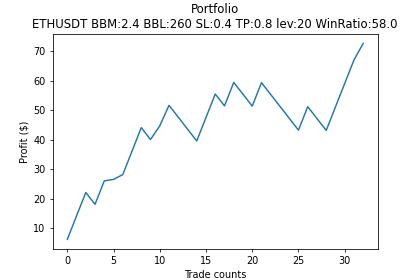 Portfolio
ETHUSDT BBM:2.4 BBL:260 SL:0.4 TP:0.8 lev:20 WinRatio:58.0
Profit ($)
70
60
50
40
30
20
10
0 5 10 15 20 25 30
Trade counts